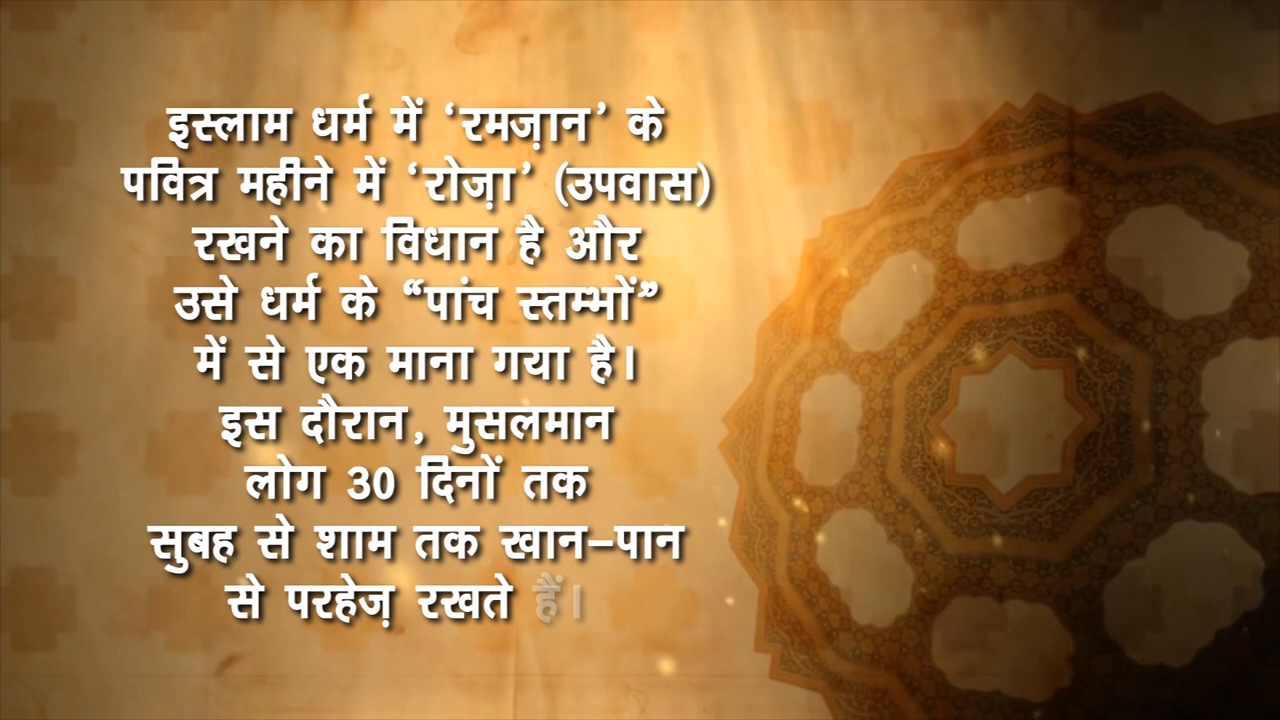 इस्लाम धर्म में ‘रमज़ान’ के
पवित्र महीने में ‘रोज़ा’ (उपवास)
रखने का विधान है और
उसे धर्म के “पांच स्तम्भों”
में से एक माना गया है।
इस दौरान, मुसलमान
लोग 30 दिनों तक
सुबह से शाम तक खान-पान
से परहेज़ रखते हैं।